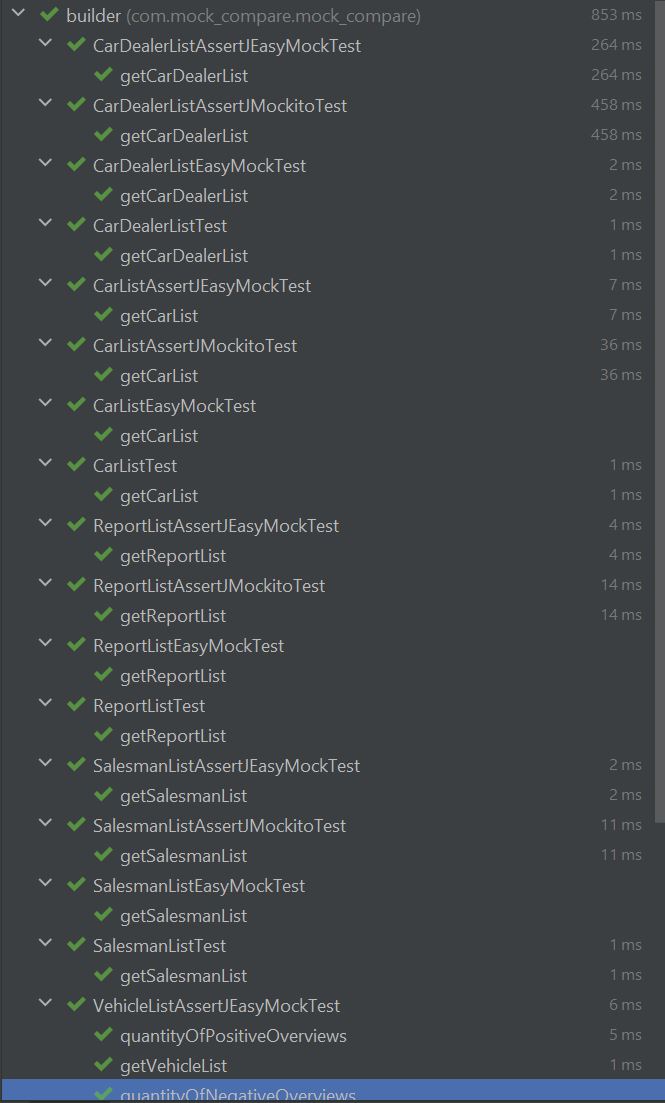 builder (com.mock_compare.mock_compare) 853 ms
CarDealerListAssertJEasyMockTest 264 ms
getCarDealerList 264 ms
CarDealerListAssertJMockitoTest 458 ms
getCarDealerList 458 ms
CarDealerListEasyMockTest 2 ms
getCarDealerList 2 ms
CarDealerListTest 1 ms
getCarDealerList 1 ms
CarListAssertJEasyMockTest 7 ms
getCarList 7 ms
CarListAssertJMockitoTest 36 ms
getCarList 36 ms
CarListEasyMockTest
getCarList
CarListTest 1 ms
getCarList 1 ms
ReportListAssertJEasyMockTest 4 ms
getReportList 4 ms
ReportListAssertJMockitoTest 14 ms
getReportList 14 ms
ReportListEasyMockTest
getReportList
ReportListTest
getReportList
SalesmanListAssertJEasyMockTest 2 ms
getSalesmanList 2 ms
SalesmanListAssertJMockitoTest 11 ms
getSalesmanList 11 ms
SalesmanListEasyMockTest
getSalesmanList
SalesmanListTest 1 ms
getSalesmanList 1 ms
VehicleListAssertJEasyMockTest 6 ms
quantityOfPositiveOverviews 5 ms
getVehicleList 1 ms
quantityOfNegativeOverviews